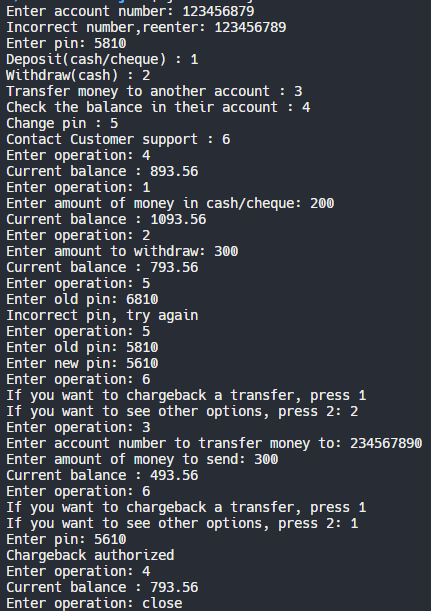 Enter account number: 123456879
Incorrect number,reenter: 123456789
Enter pin: 5810
Deposit(cash/cheque) : 1
Withdraw(cash) : 2
Transfer money to another account : 3
Check the balance in their account : 4
Change pin : 5
Contact Customer support : 6
Enter operation: 4
Current balance : 893.56
Enter operation: 1
Enter amount of money in cash/cheque: 200
Current balance : 1093.56
Enter operation: 2
Enter amount to withdraw: 300
Current balance : 793.56
Enter operation: 5
Enter old pin: 6810
Incorrect pin, try again
Enter operation: 5
Enter old pin: 5810
Enter new pin: 5610
Enter operation: 6
If you want to chargeback a transfer, press 1
If you want to see other options, press 2: 2
Enter operation: 3
Enter account number to transfer money to: 234567890
Enter amount of money to send: 300
Current balance : 493.56
Enter operation: 6
If you want to chargeback a transfer, press 1
If you want to see other options, press 2: 1
Enter pin: 5610
Chargeback authorized
Enter operation: 4
Current balance : 793.56
Enter operation: close